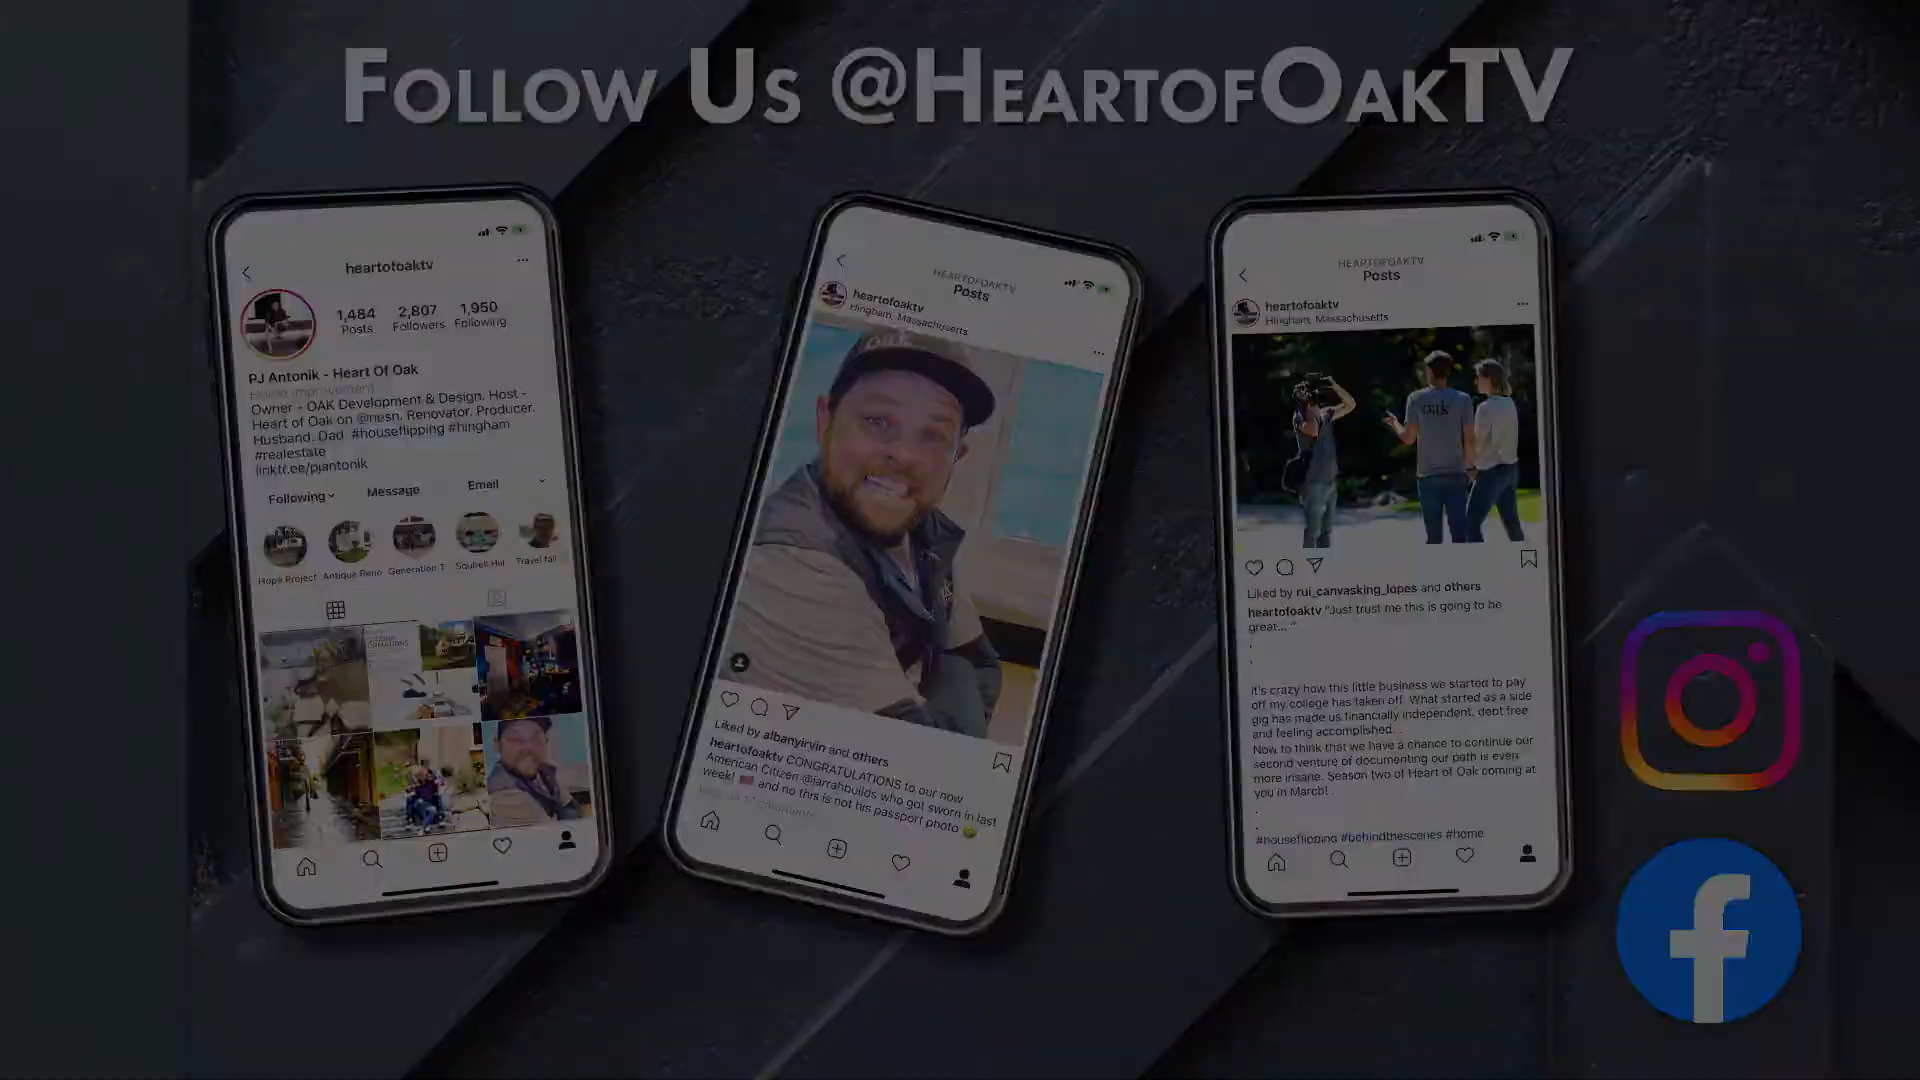 Follow Us @HeartofOakTV
heartofoaktv
1,484 2,807 1,950
Posts Followers Following
PJ Antonik - Heart Of Oak
Home Improvement
Owner - OAK Development & Design. Host -
Heart of Oak on @nesn. Renovator. Producer.
Husband. Dad. #houseflipping #hingham
#realestate
linktr.ee/pjantonik
Following Message Email
Hope Project Antique Reno Generation T Squirrel Hill Travel fall
HEARTOFOAKTV
Posts
heartofoaktv
Hingham, Massachusetts
oak
Liked by albanyirvin and others
heartofoaktv CONGRATULATIONS to our now
American Citizen @jarrahbuilds who got sworn in last
week! and no this is not his passport photo
HEARTOFOAKTV
Posts
heartofoaktv
Hingham, Massachusetts
oak
Liked by rui_canvasking_lopes and others
heartofoaktv "Just trust me this is going to be
great... "
.
.
It's crazy how this little business we started to pay
off my college has taken off. What started as a side
gig has made us financially independent, debt free
and feeling accomplished. .
Now to think that we have a chance to continue our
second venture of documenting our path is even
more insane. Season two of Heart of Oak coming at
you in March! .
.
.
#houseflipping #behindthescenes #home